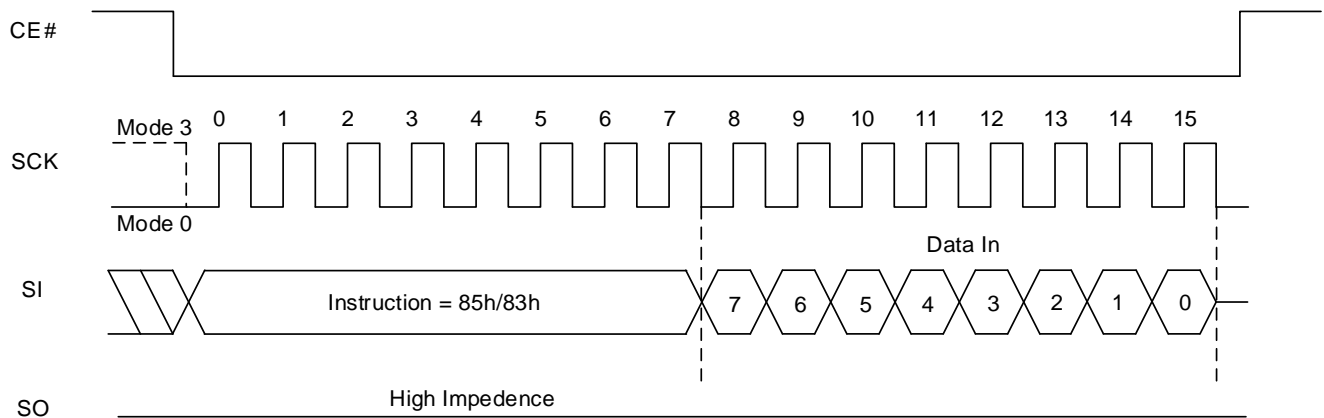 CE#
Mode 3
0 1 2 3 4 5 6 7 8 9 10 11 12 13 14 15
SCK
Mode 0
Data In
SI
Instruction = 85h/83h
7 6 5 4 3 2 1 0
High Impedence
SO